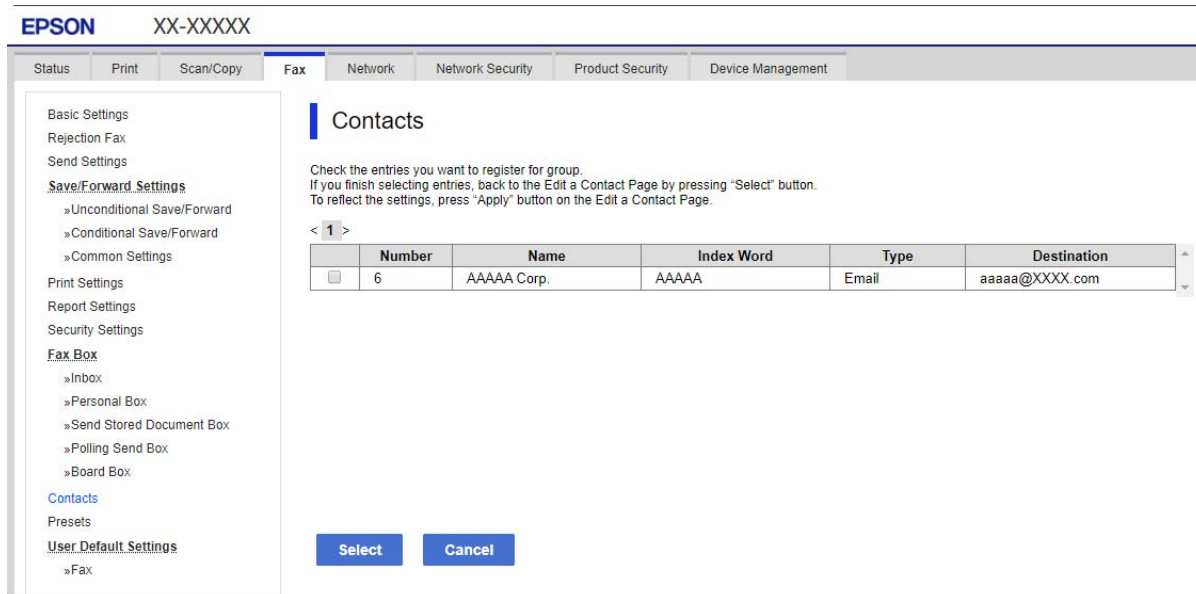 EPSON XX-XXXXX
Status Print Scan/Copy Fax Network Network Security Product Security Device Management
Basic Settings
Rejection Fax
Send Settings
Save/Forward Settings
»Unconditional Save/Forward
»Conditional Save/Forward
»Common Settings
Print Settings
Report Settings
Security Settings
Fax Box
»Inbox
»Personal Box
»Send Stored Document Box
»Polling Send Box
»Board Box
Contacts
Presets
User Default Settings
»Fax
Contacts
Check the entries you want to register for group.
If you finish selecting entries, back to the Edit a Contact Page by pressing “Select” button.
To reflect the settings, press “Apply” button on the Edit a Contact Page.
< 1 >
Number Name Index Word Type Destination
6 AAAAA Corp. AAAAA Email aaaaa@XXXX.com
Select Cancel